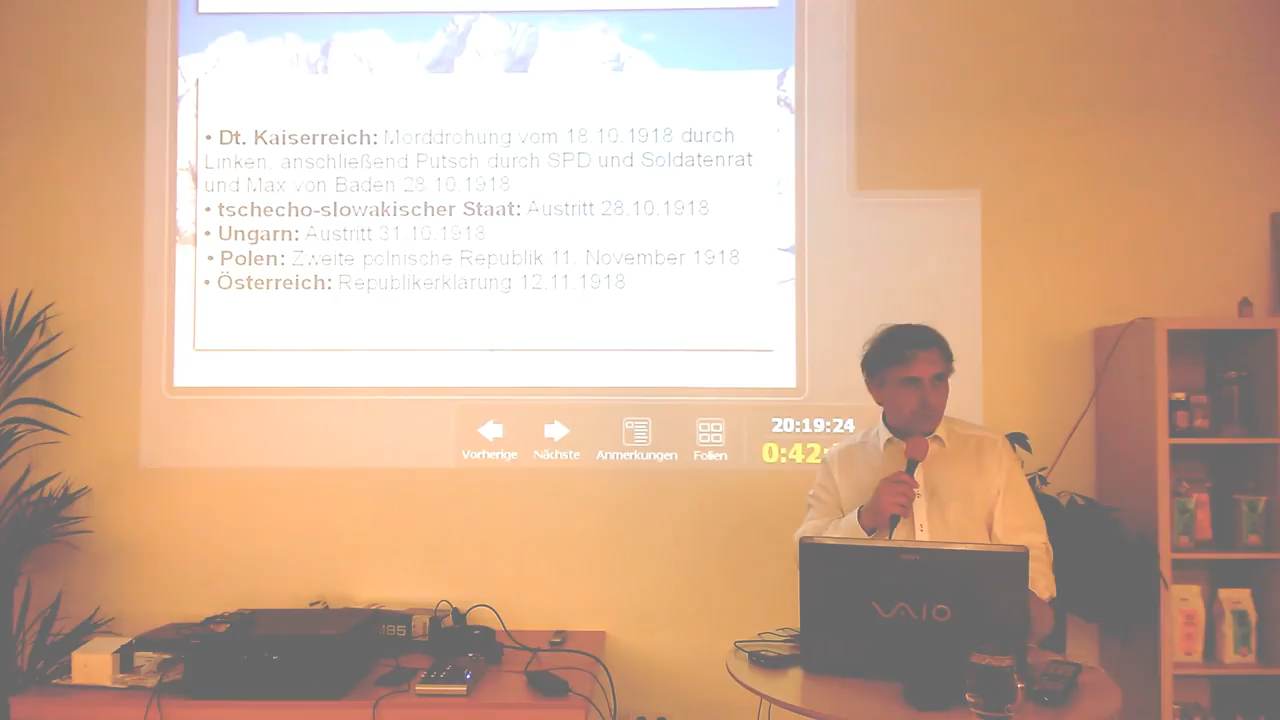 • Dt. Kaiserreich: Morddrohung vom 18.10.1918 durch
Linken, anschließend Putsch durch SPD und Soldatenrat
und Max von Baden 28.10.1918
• tschecho-slowakischer Staat: Austritt 28.10.1918
• Ungarn: Austritt 31.10.1918
• Polen: Zweite polnische Republik 11. November 1918
• Österreich: Republikerklärung 12.11.1918
Vorherige Nächste Anmerkungen Folien
20:19:24
0:42:
VAIO